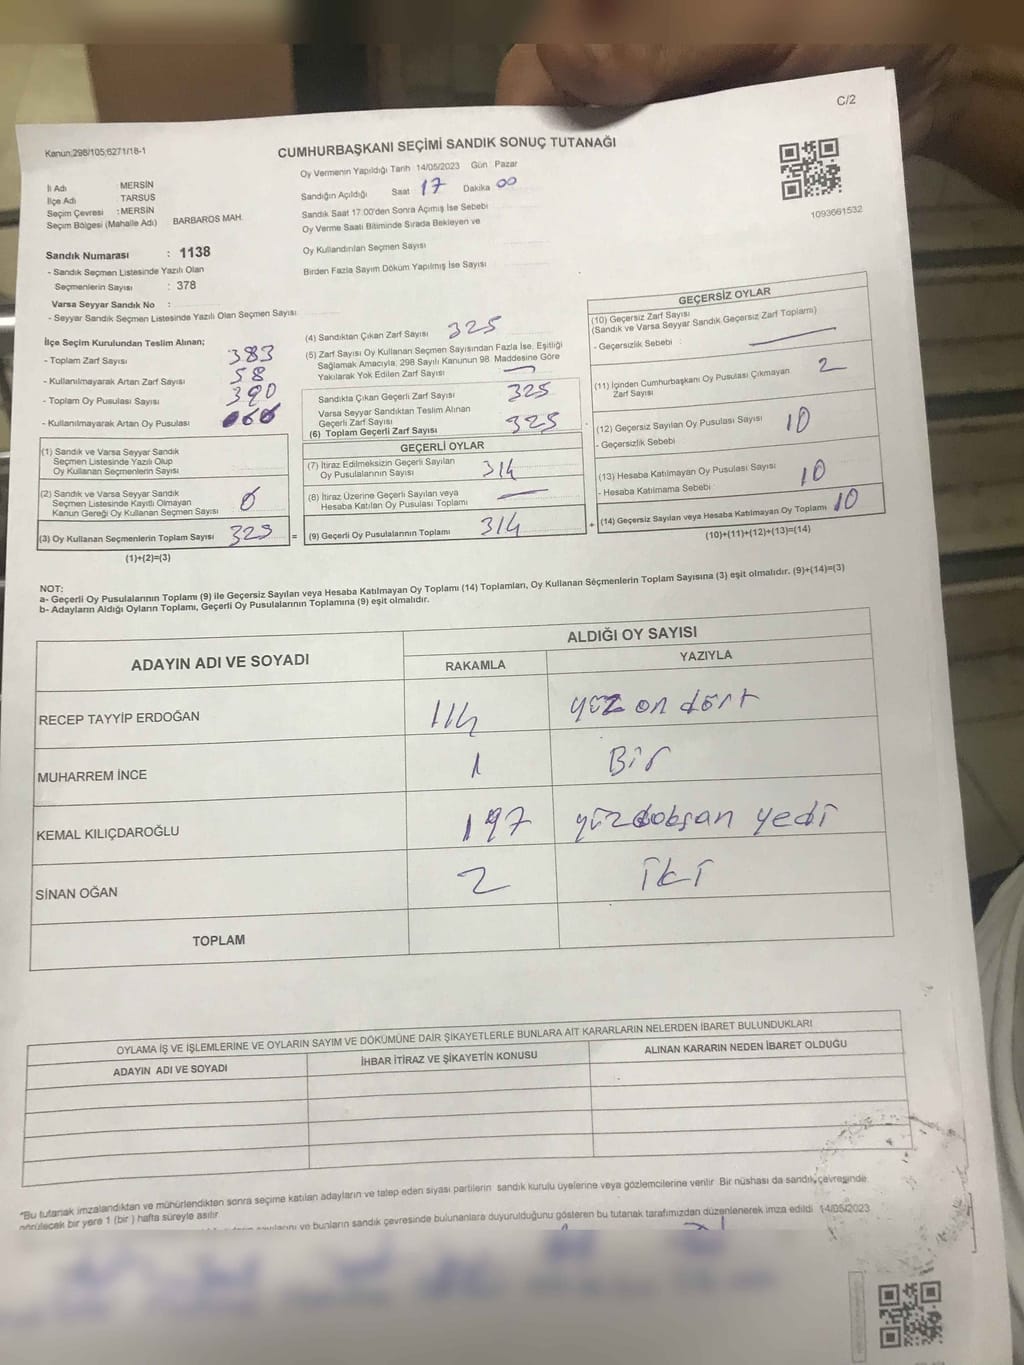 C/2
Kanun:298/105;6271/18-1
CUMHURBAŞKANI SEÇİMİ SANDIK SONUÇ TUTANAĞI
İl Adı : MERSİN
İlçe Adı : TARSUS
Seçim Çevresi : MERSİN
Seçim Bölgesi (Mahalle Adı) BARBAROS MAH.
Oy Vermenin Yapıldığı Tarih : 14/05/2023 Gün Pazar
Sandığın Açıldığı Saat 17 Dakika 00
Sandık Saat 17:00'den Sonra Açımış İse Sebebi
Oy Verme Saati Bitiminde Sırada Bekleyen ve
Oy Kullandırılan Seçmen Sayısı
Birden Fazla Sayım Döküm Yapılmış İse Sayısı
1093661532
Sandık Numarası : 1138
- Sandık Seçmen Listesinde Yazılı Olan
Seçmenlerin Sayısı : 378
Varsa Seyyar Sandık No :
- Seyyar Sandık Seçmen Listesinde Yazılı Olan Seçmen Sayısı
İlçe Seçim Kurulundan Teslim Alınan;
- Toplam Zarf Sayısı 383
- Kullanılmayarak Artan Zarf Sayısı 58
- Toplam Oy Pusulası Sayısı 390
- Kullanılmayarak Artan Oy Pusulası
(1) Sandık ve Varsa Seyyar Sandık
Seçmen Listesinde Yazılı Olup
Oy Kullanan Seçmenlerin Sayısı
(2) Sandık ve Varsa Seyyar Sandık
Seçmen Listesinde Kayıtlı Olmayan
Kanun Gereği Oy Kullanan Seçmen Sayısı 0
(3) Oy Kullanan Seçmenlerin Toplam Sayısı 325 =
(1)+(2)=(3)
(4) Sandıktan Çıkan Zarf Sayısı 325
(5) Zarf Sayısı Oy Kullanan Seçmen Sayısından Fazla İse, Eşitliği
Sağlamak Amacıyla, 298 Sayılı Kanunun 98. Maddesine Göre
Yakılarak Yok Edilen Zarf Sayısı —
Sandıkta Çıkan Geçerli Zarf Sayısı 325
Varsa Seyyar Sandıktan Teslim Alınan
Geçerli Zarf Sayısı
(6) Toplam Geçerli Zarf Sayısı 325
GEÇERLİ OYLAR
(7) İtiraz Edilmeksizin Geçerli Sayılan
Oy Pusulasının Sayısı 314
(8) İtiraz Üzerine Geçerli Sayılan veya
Hesaba Katılan Oy Pusulası Toplamı —
(9) Geçerli Oy Pusulalarının Toplamı 314 +
GEÇERSİZ OYLAR
(10) Geçersiz Zarf Sayısı
(Sandık ve Varsa Seyyar Sandık Geçersiz Zarf Toplamı)
- Geçersizlik Sebebi : —
(11) İçinden Cumhurbaşkanı Oy Pusulası Çıkmayan
Zarf Sayısı 2
(12) Geçersiz Sayılan Oy Pusulası Sayısı 10
- Geçersizlik Sebebi
(13) Hesaba Katılmayan Oy Pusulası Sayısı 10
- Hesaba Katılmama Sebebi
(14) Geçersiz Sayılan veya Hesaba Katılmayan Oy Toplamı 10
(10)+(11)+(12)+(13)=(14)
NOT:
a- Geçerli Oy Pusulalarının Toplamı (9) ile Geçersiz Sayılan veya Hesaba Katılmayan Oy Toplamı (14) Toplamları, Oy Kullanan Seçmenlerin Toplam Sayısına (3) eşit olmalıdır. (9)+(14)=(3)
b- Adayların Aldığı Oyların Toplamı, Geçerli Oy Pusulalarının Toplamına (9) eşit olmalıdır.
ADAYIN ADI VE SOYADI
ALDIĞI OY SAYISI
RAKAMLA YAZIYLA
RECEP TAYYİP ERDOĞAN 114 yüz on dört
MUHARREM İNCE 1 Bir
KEMAL KILIÇDAROĞLU 197 yüzdobsan yedi
SİNAN OĞAN 2 iki
TOPLAM
OYLAMA İŞ VE İŞLEMLERİNE VE OYLARIN SAYIM VE DÖKÜMÜNE DAİR ŞİKAYETLERLE BUNLARA AİT KARARLARIN NELERDEN İBARET BULUNDUKLARI
ADAYIN ADI VE SOYADI İHBAR İTİRAZ VE ŞİKAYETİN KONUSU ALINAN KARARIN NEDEN İBARET OLDUĞU
*Bu tutanak imzalandıktan ve mühürlendikten sonra seçime katılan adayların ve talep eden siyasi partilerin sandık kurulu üyelerine veya gözlemcilerine verilir. Bir nüshası da sandık çevresinde
görülecek bir yere 1 (bir ) hafta süreyle asılır.
ve bunların sandık çevresinde bulunanlara duyurulduğunu gösteren bu tutanak tarafımızdan düzenlenerek imza edildi. 14/05/2023